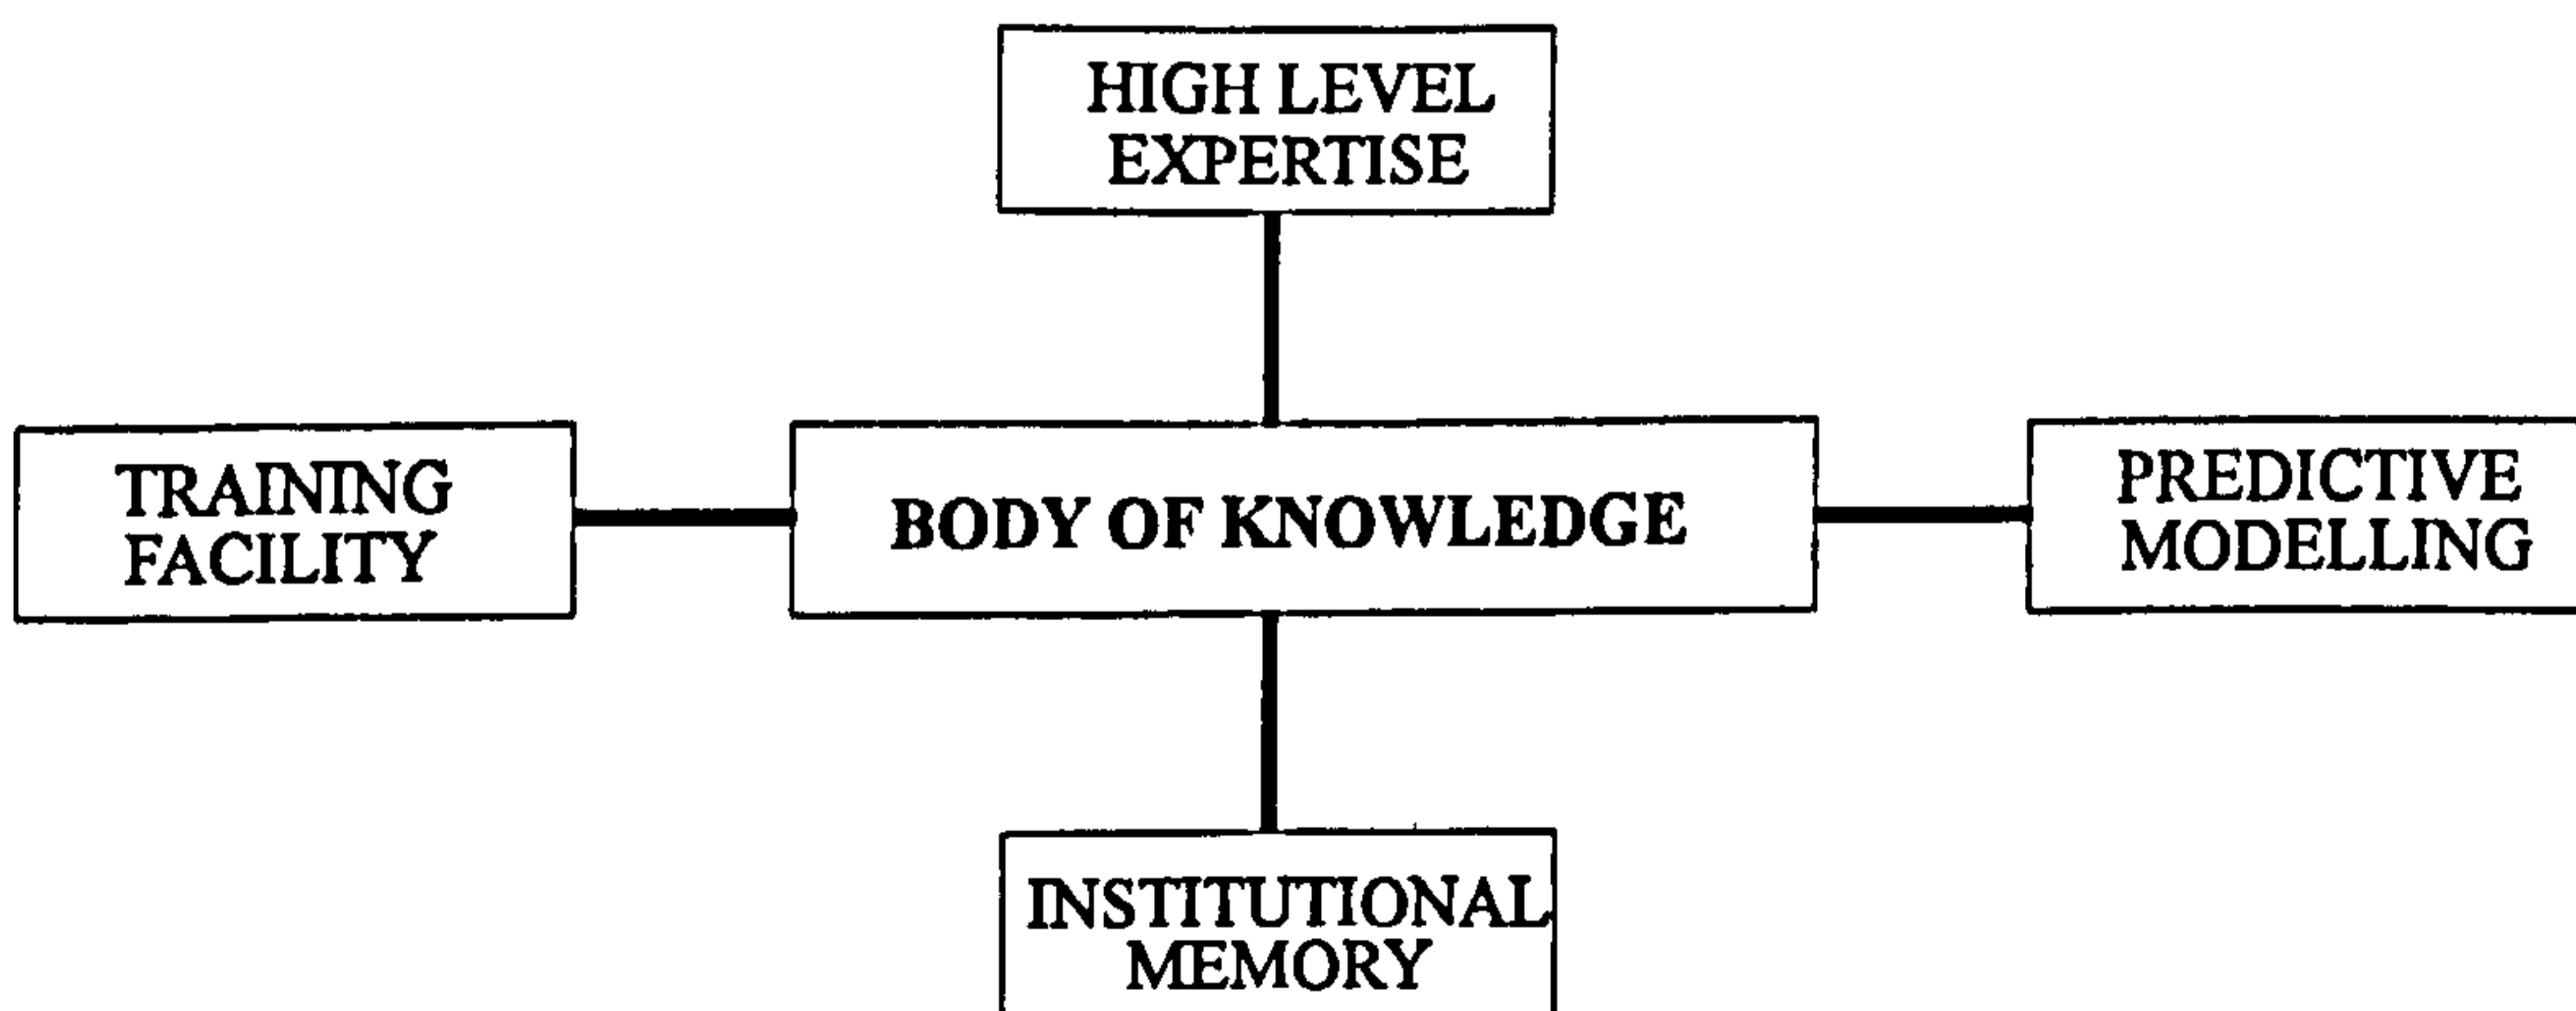 HIGH LEVEL
EXPERTISE
TRAINING
FACILITY
BODY OF KNOWLEDGE
PREDICTIVE
MODELLING
INSTITUTIONAL
MEMORY